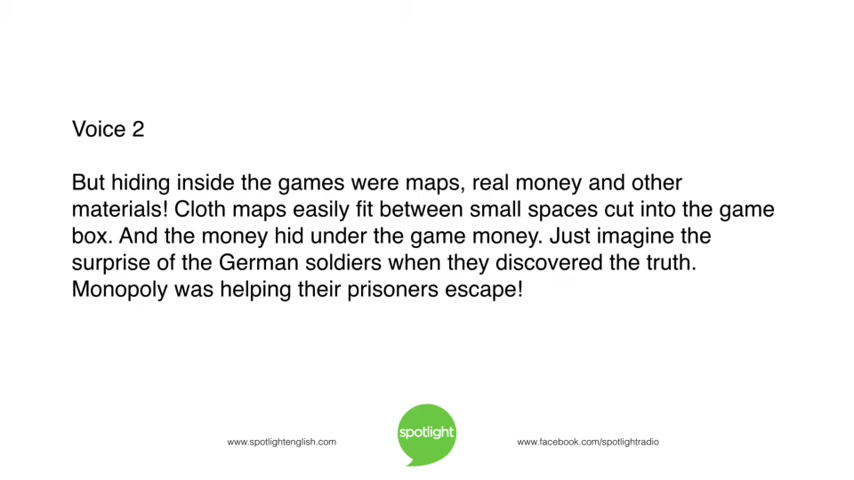 Voice 2
But hiding inside the games were maps, real money and other
materials! Cloth maps easily fit between small spaces cut into the game
box. And the money hid under the game money. Just imagine the
surprise of the German soldiers when they discovered the truth.
Monopoly was helping their prisoners escape!
www.spotlightenglish.com
spotlight
www.facebook.com/spotlightradio